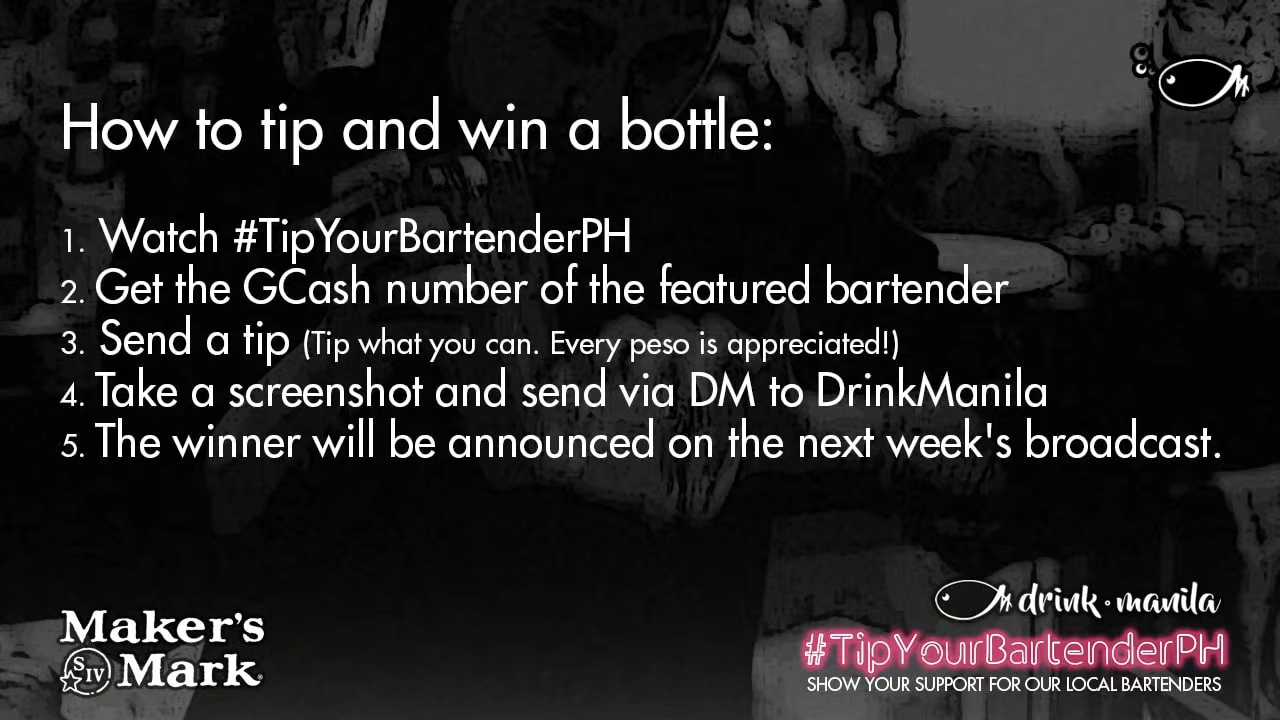 How to tip and win a bottle:
1. Watch #TipYourBartenderPH
2. Get the GCash number of the featured bartender
3. Send a tip (Tip what you can. Every peso is appreciated!)
4. Take a screenshot and send via DM to DrinkManila
5. The winner will be announced on the next week's broadcast.
Maker's
S IV Mark
drink•manila
#TipYourBartenderPH
SHOW YOUR SUPPORT FOR OUR LOCAL BARTENDERS